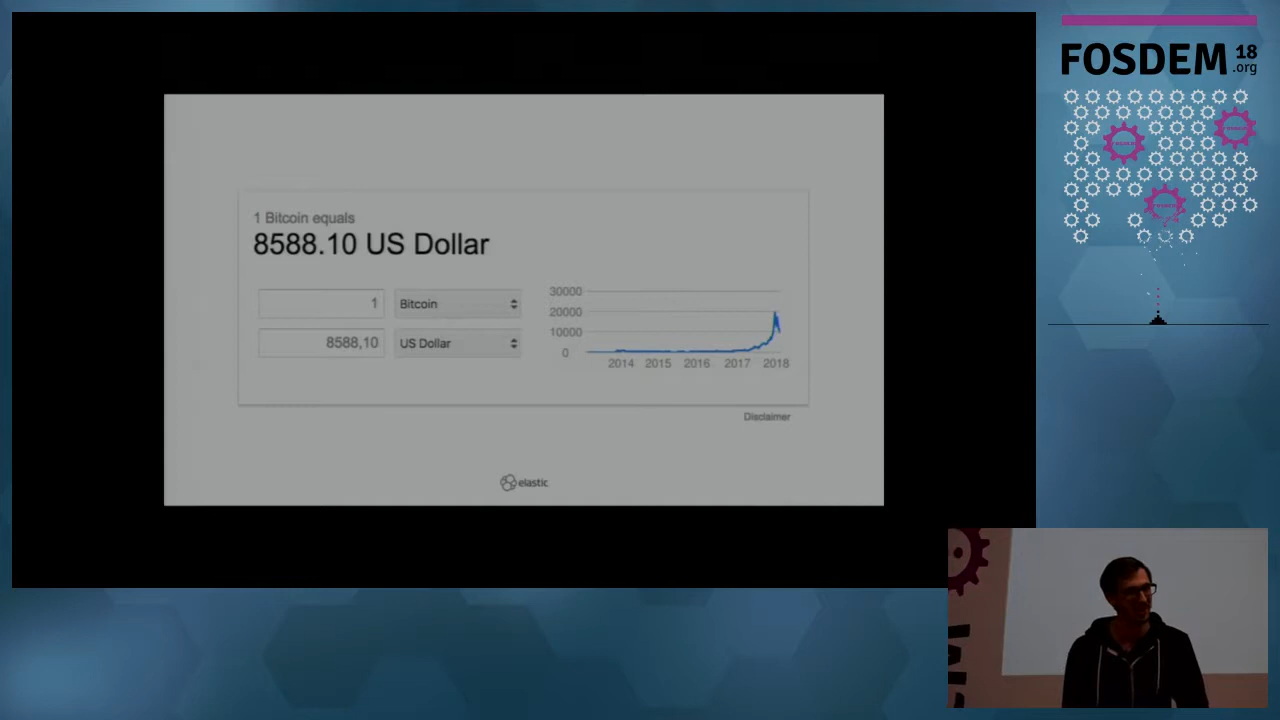 1 Bitcoin equals
8588.10 US Dollar
1 Bitcoin
8588,10 US Dollar
30000
20000
10000
0
2014 2015 2016 2017 2018
Disclaimer
elastic
FOSDEM 18
.org